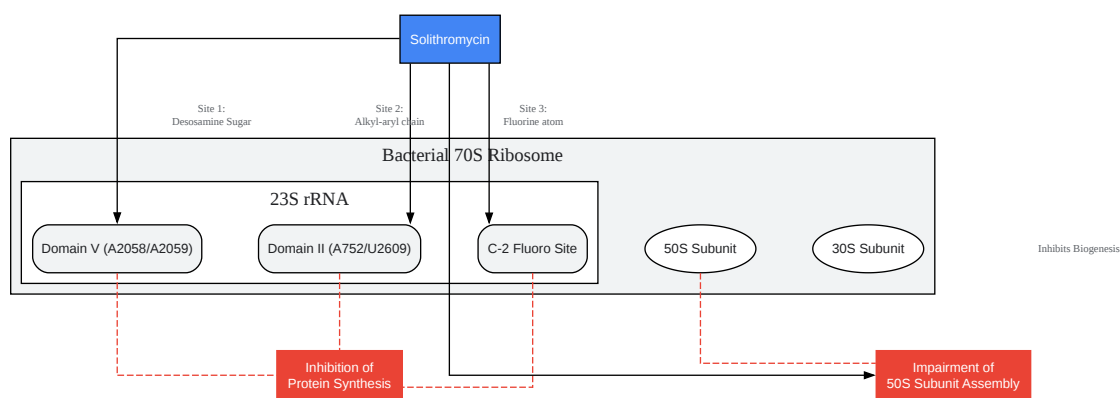 Solithromycin
Site 1:
Desosamine Sugar
Site 2:
Alkyl-aryl chain
Site 3:
Fluorine atom
Bacterial 70S Ribosome
23S rRNA
Domain V (A2058/A2059)
Domain II (A752/U2609)
C-2 Fluoro Site
50S Subunit
30S Subunit
Inhibits Biogenesis
Inhibition of
Protein Synthesis
Impairment of
50S Subunit Assembly